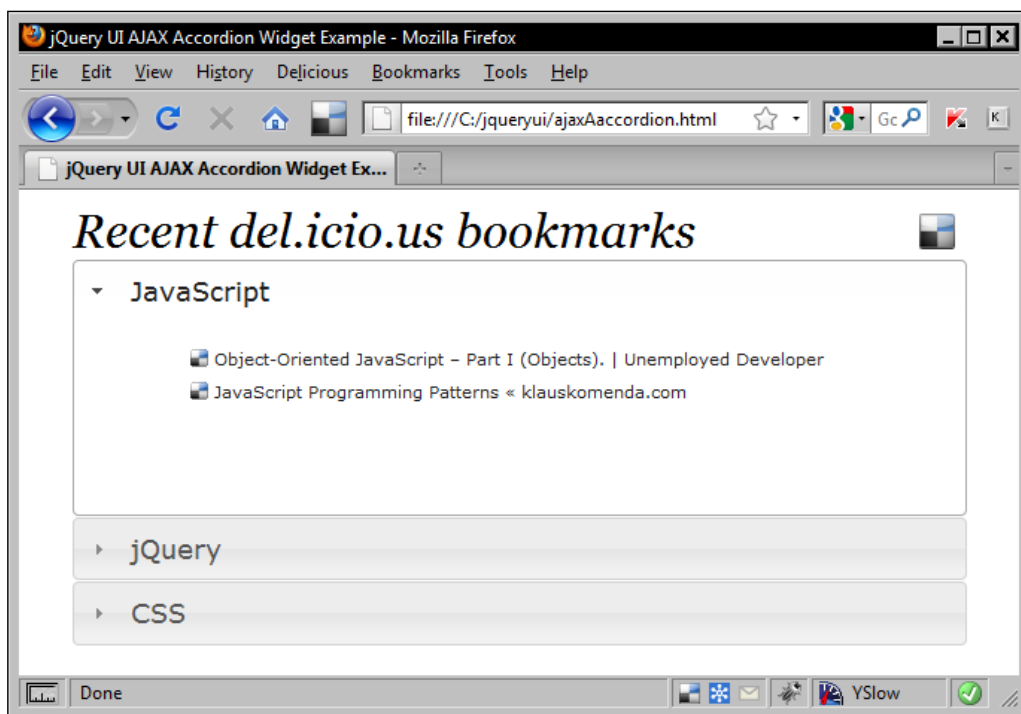 jQuery UI AJAX Accordion Widget Example - Mozilla Firefox
File Edit View History Delicious Bookmarks Tools Help
file:///C:/jqueryui/ajaxAaccordion.html Gc K
jQuery UI AJAX Accordion Widget Ex...
Recent del.icio.us bookmarks
JavaScript
Object-Oriented JavaScript – Part I (Objects). | Unemployed Developer
JavaScript Programming Patterns « klauskomenda.com
jQuery
CSS
Done YSlow